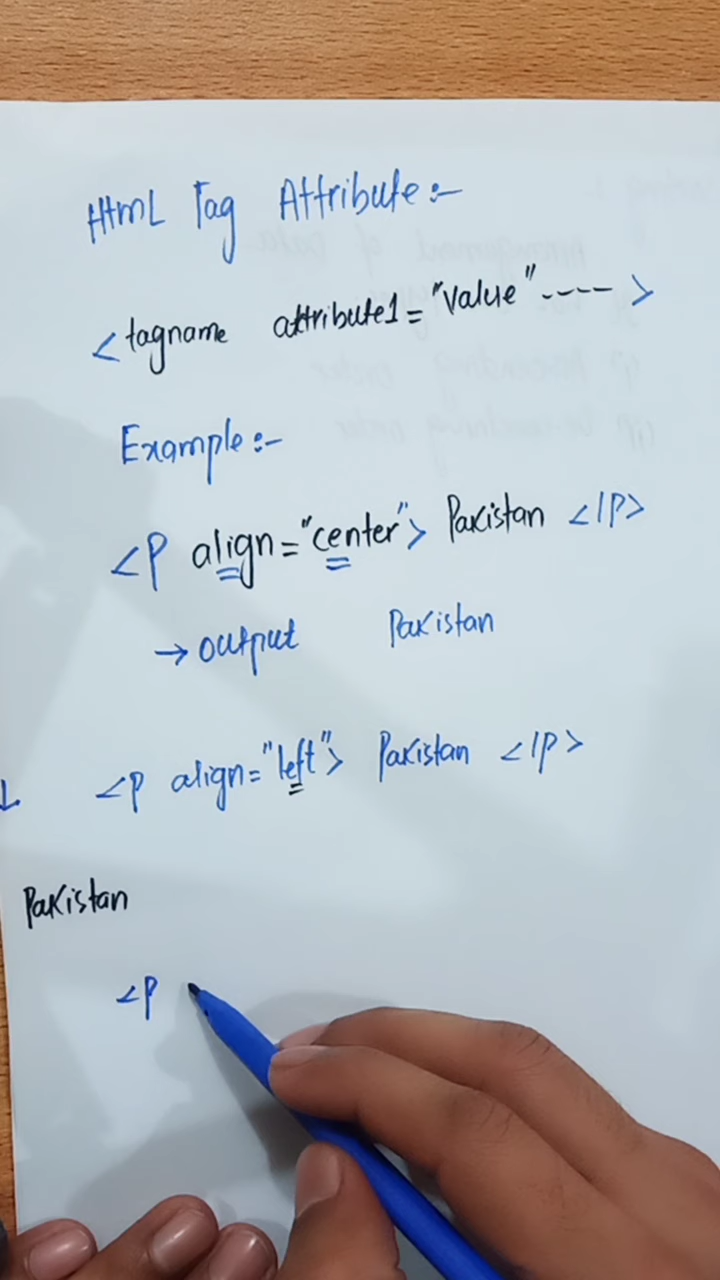 HtmL Tag Attribute:-
<tagname attribute1="Value"---->
Example:-
<P align="center"> Pakistan </P>
→ output Pakistan
<P align="left"> Pakistan </P>
Pakistan
<P